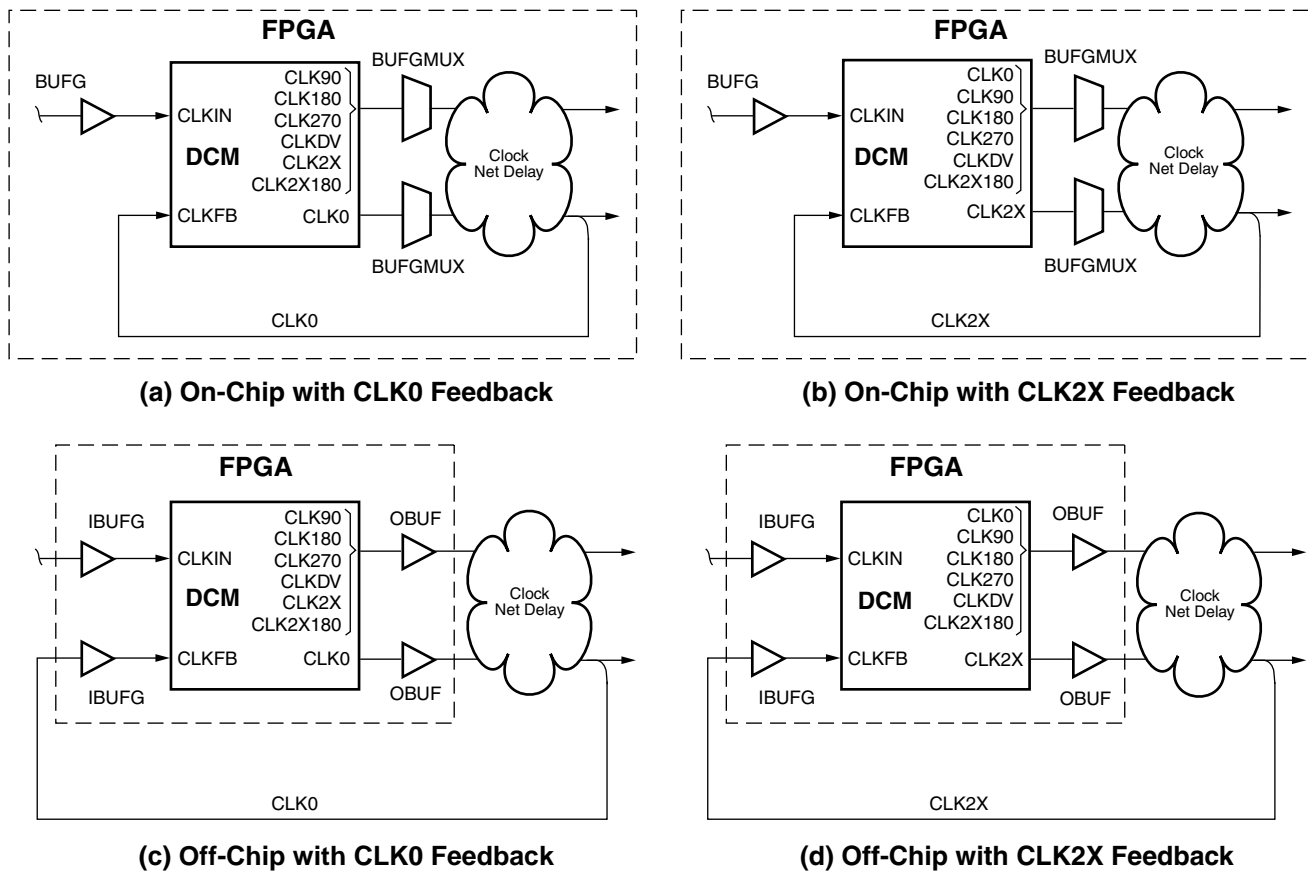 FPGA
BUFG
CLKIN
DCM
CLKFB
CLK90
CLK180
CLK270
CLKDV
CLK2X
CLK2X180
CLK0
BUFGMUX
BUFGMUX
Clock
Net Delay
CLK0
(a) On-Chip with CLK0 Feedback
FPGA
BUFG
CLKIN
DCM
CLKFB
CLK0
CLK90
CLK180
CLK270
CLKDV
CLK2X180
CLK2X
BUFGMUX
BUFGMUX
Clock
Net Delay
CLK2X
(b) On-Chip with CLK2X Feedback
FPGA
IBUFG
IBUFG
CLKIN
DCM
CLKFB
CLK90
CLK180
CLK270
CLKDV
CLK2X
CLK2X180
CLK0
OBUF
OBUF
Clock
Net Delay
CLK0
(c) Off-Chip with CLK0 Feedback
FPGA
IBUFG
IBUFG
CLKIN
DCM
CLKFB
CLK0
CLK90
CLK180
CLK270
CLKDV
CLK2X180
CLK2X
OBUF
OBUF
Clock
Net Delay
CLK2X
(d) Off-Chip with CLK2X Feedback